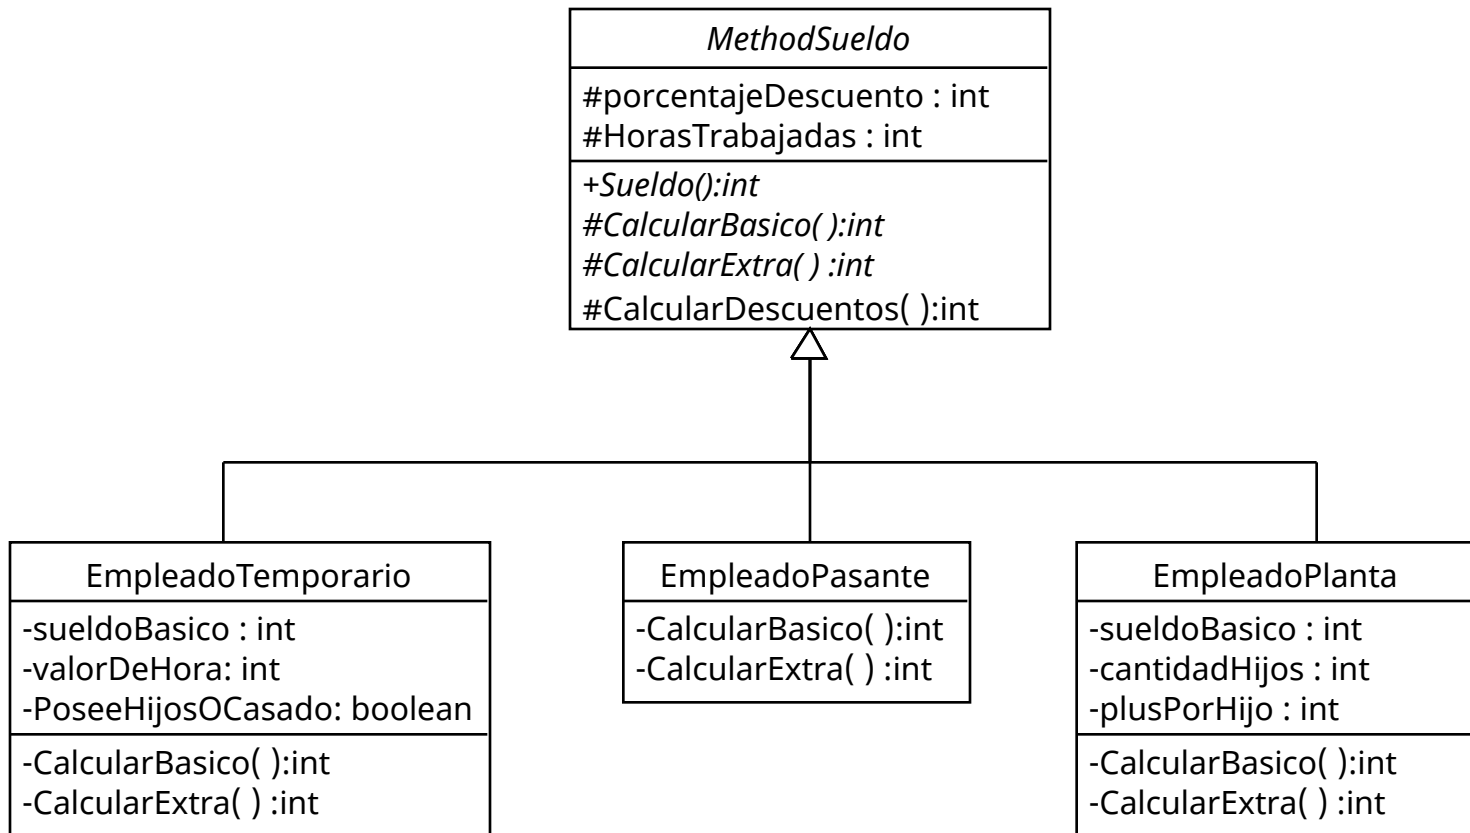 MethodSueldo
#porcentajeDescuento : int
#HorasTrabajadas : int
+Sueldo():int
#CalcularBasico( ):int
#CalcularExtra( ) :int
#CalcularDescuentos( ):int
EmpleadoTemporario
-sueldoBasico : int
-valorDeHora: int
-PoseeHijosOCasado: boolean
-CalcularBasico( ):int
-CalcularExtra( ) :int
EmpleadoPasante
-CalcularBasico( ):int
-CalcularExtra( ) :int
EmpleadoPlanta
-sueldoBasico : int
-cantidadHijos : int
-plusPorHijo : int
-CalcularBasico( ):int
-CalcularExtra( ) :int